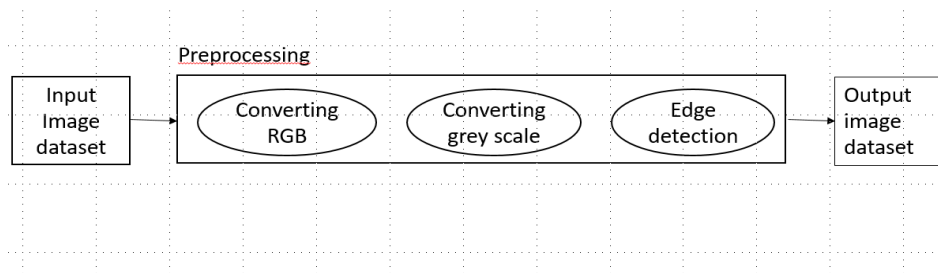 Preprocessing
Input
Image
dataset
Converting
RGB
Converting
grey scale
Edge
detection
Output
image
dataset